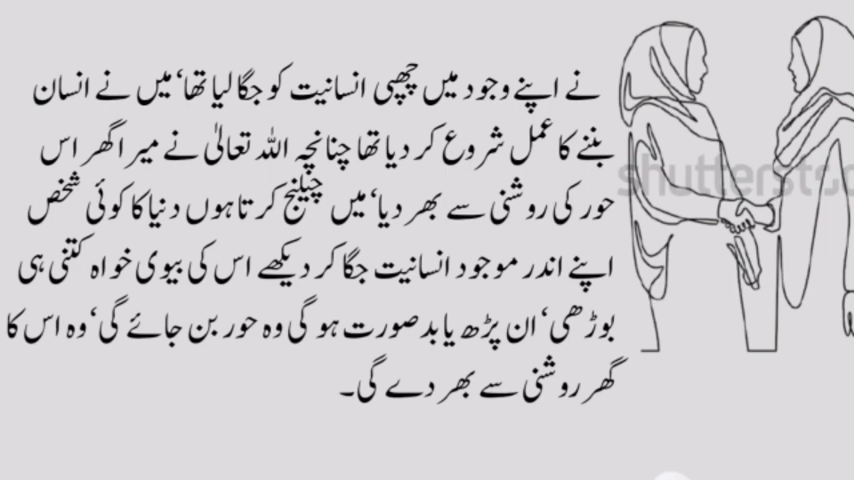 نے اپنے وجود میں چھپی انسانیت کو جگا لیا تھا‘ میں نے انسان
بننے کا عمل شروع کر دیا تھا چنانچہ اللہ تعالیٰ نے میرا گھر اس
حور کی روشنی سے بھر دیا‘ میں چیلنج کرتا ہوں دنیا کا کوئی شخص
اپنے اندر موجود انسانیت جگا کر دیکھے اس کی بیوی خواہ کتنی ہی
بوڑھی‘ ان پڑھ یا بدصورت ہو گی وہ حور بن جائے گی‘ وہ اس کا
گھر روشنی سے بھر دے گی۔
shutterstoc